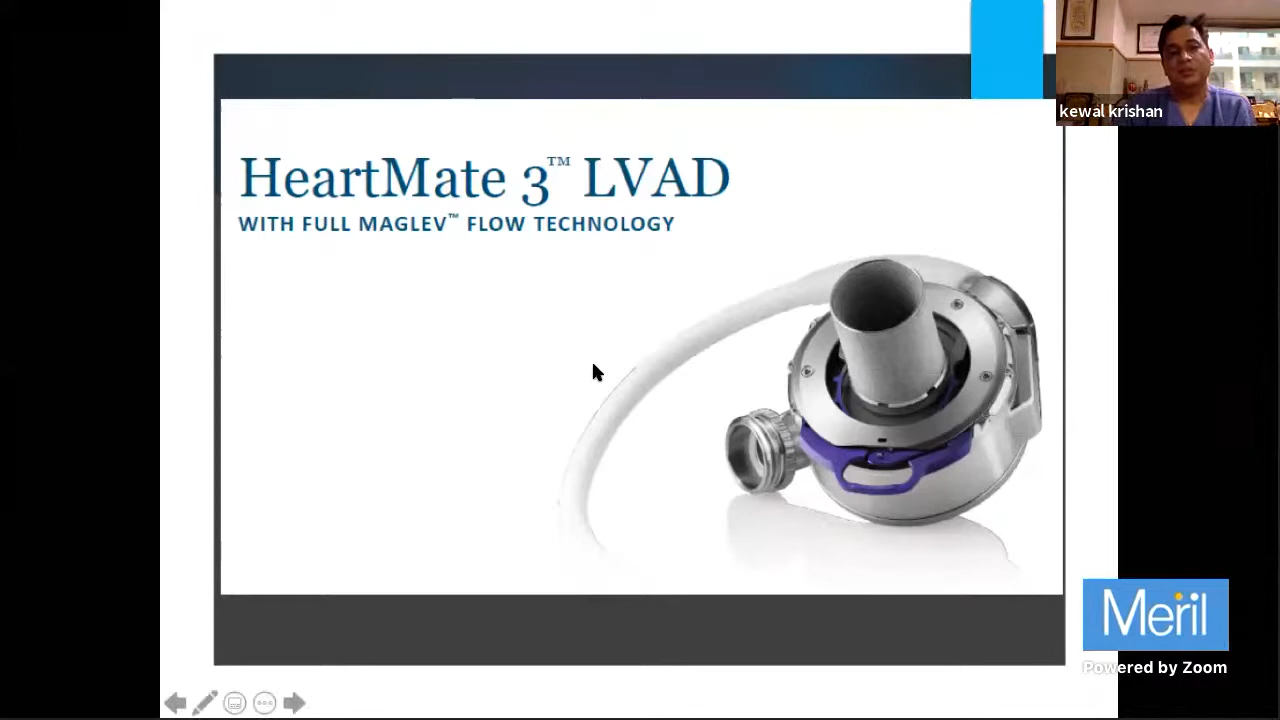 HeartMate 3™ LVAD
WITH FULL MAGLEV™ FLOW TECHNOLOGY
kewal krishan
Meril
Powered by Zoom